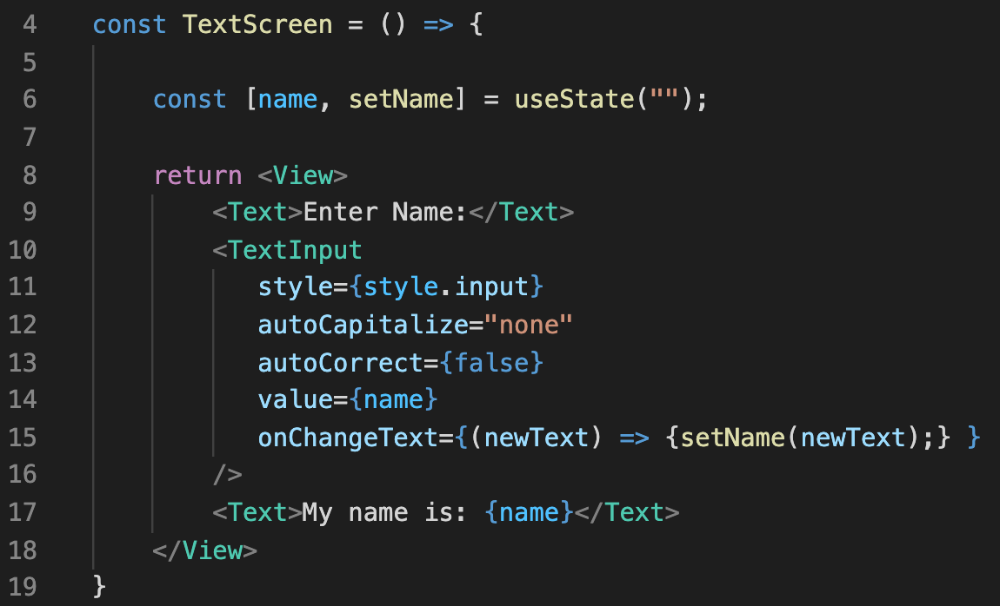 4 const TextScreen = () => {
5
6 const [name, setName] = useState("");
7
8 return <View>
9 <Text>Enter Name:</Text>
10 <TextInput
11 style={style.input}
12 autoCapitalize="none"
13 autoCorrect={false}
14 value={name}
15 onChangeText={(newText) => {setName(newText);} }
16 />
17 <Text>My name is: {name}</Text>
18 </View>
19 }